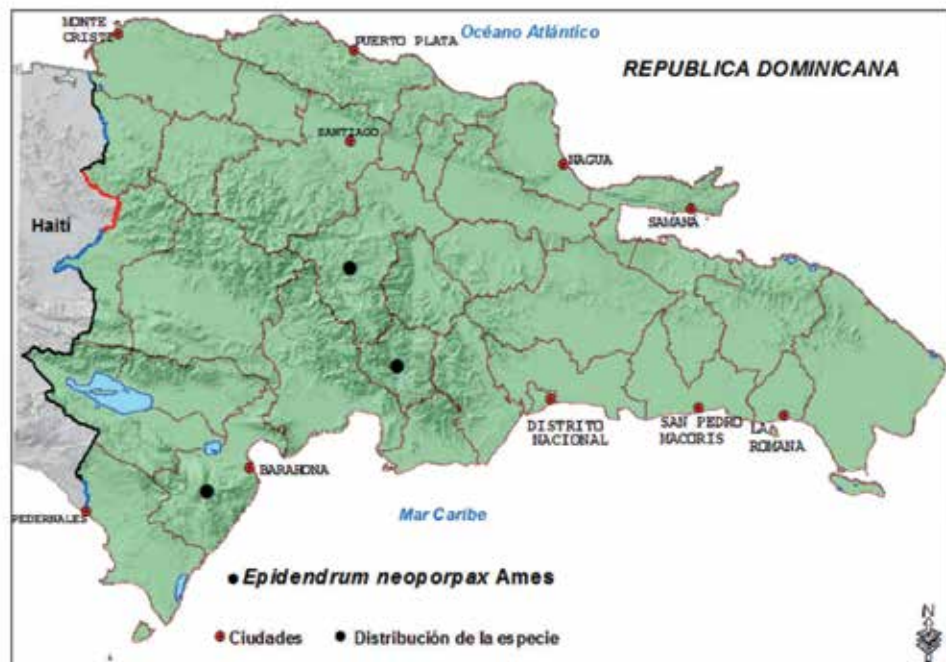 MONTE
CRISTI
PUERTO PLATA
Océano Atlántico
REPUBLICA DOMINICANA
SANTIAGO
NAGUA
SAMANA
Haití
DISTRITO
NACIONAL
SAN PEDRO
MACORIS
LA
ROMANA
BARAHONA
PEDERNALES
Mar Caribe
Epidendrum neoporpax Ames
Ciudades
Distribución de la especie
N